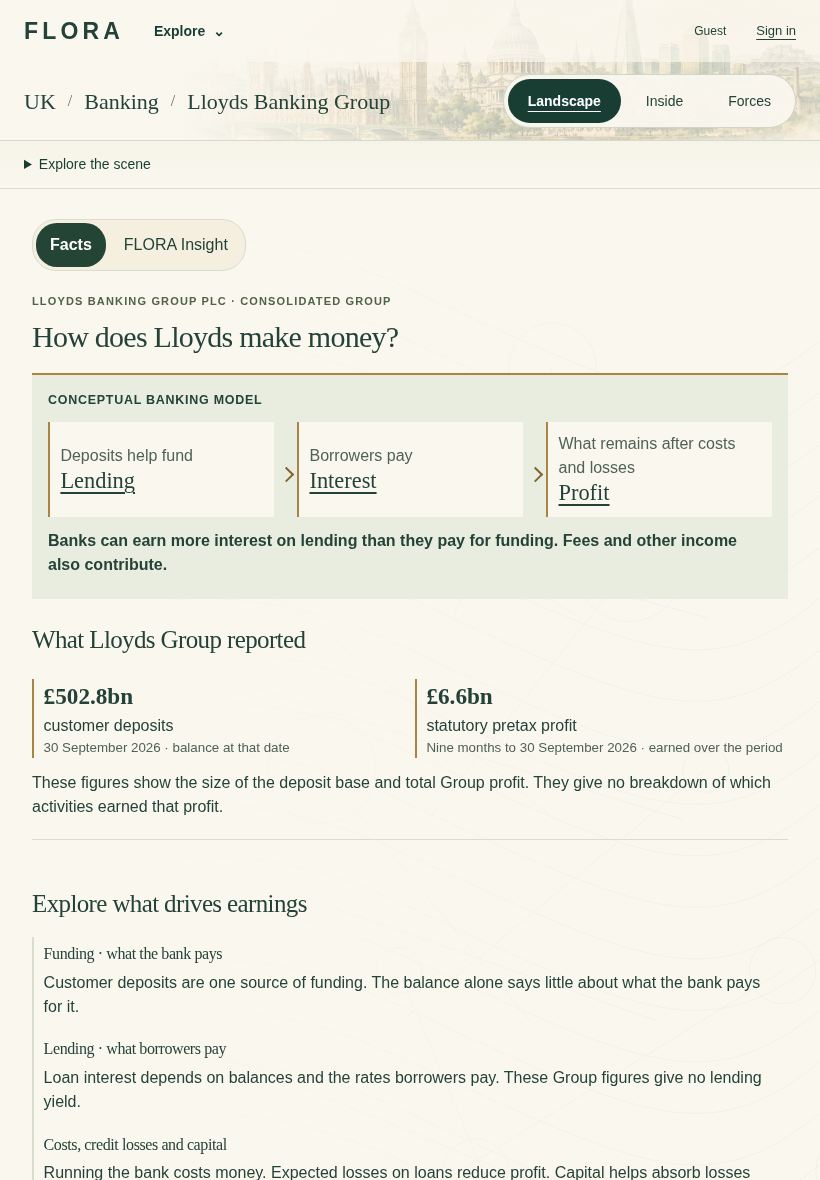 FLORA
Explore
Guest
Sign in
UK / Banking / Lloyds Banking Group
Landscape
Inside
Forces
Explore the scene
Facts
FLORA Insight
LLOYDS BANKING GROUP PLC · CONSOLIDATED GROUP
How does Lloyds make money?
CONCEPTUAL BANKING MODEL
Deposits help fund
Lending
Borrowers pay
Interest
What remains after costs
and losses
Profit
Banks can earn more interest on lending than they pay for funding. Fees and other income
also contribute.
What Lloyds Group reported
£502.8bn
customer deposits
30 September 2026 · balance at that date
£6.6bn
statutory pretax profit
Nine months to 30 September 2026 · earned over the period
These figures show the size of the deposit base and total Group profit. They give no breakdown of which
activities earned that profit.
Explore what drives earnings
Funding · what the bank pays
Customer deposits are one source of funding. The balance alone says little about what the bank pays
for it.
Lending · what borrowers pay
Loan interest depends on balances and the rates borrowers pay. These Group figures give no lending
yield.
Costs, credit losses and capital
Running the bank costs money. Expected losses on loans reduce profit. Capital helps absorb losses